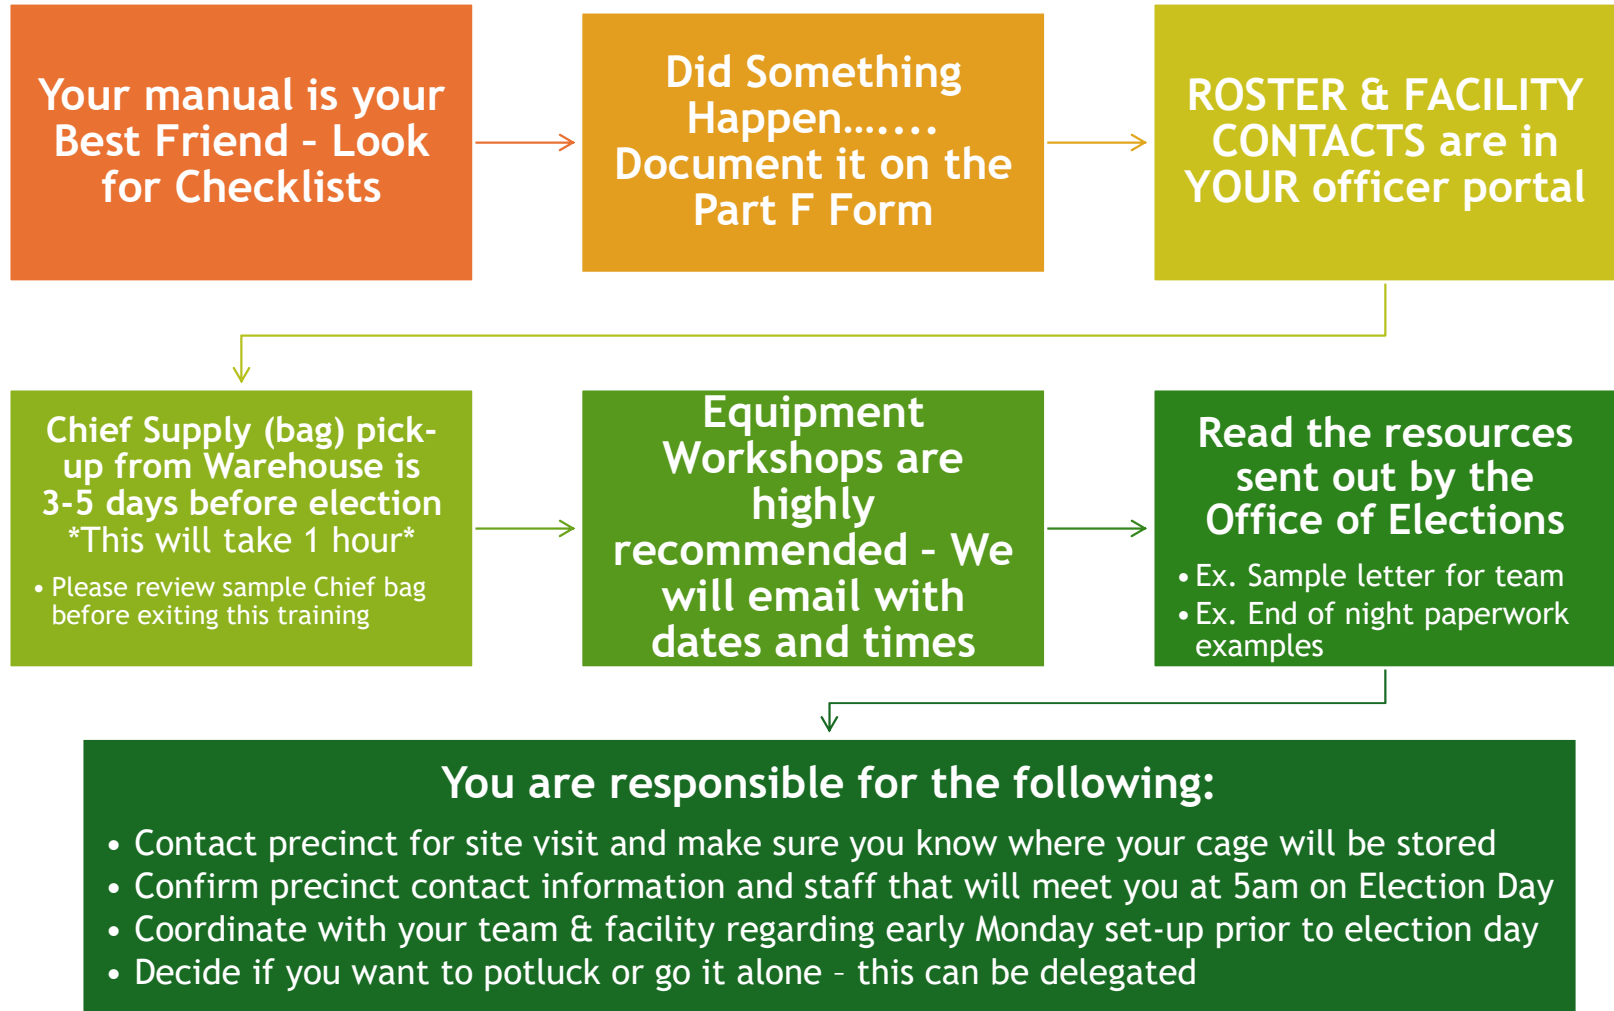 Your manual is your
Best Friend – Look
for Checklists
Did Something
Happen…....
Document it on the
Part F Form
ROSTER & FACILITY
CONTACTS are in
YOUR officer portal
Chief Supply (bag) pick-
up from Warehouse is
3-5 days before election
*This will take 1 hour*
• Please review sample Chief bag
before exiting this training
Equipment
Workshops are
highly
recommended – We
will email with
dates and times
Read the resources
sent out by the
Office of Elections
• Ex. Sample letter for team
• Ex. End of night paperwork
examples
You are responsible for the following:
• Contact precinct for site visit and make sure you know where your cage will be stored
• Confirm precinct contact information and staff that will meet you at 5am on Election Day
• Coordinate with your team & facility regarding early Monday set-up prior to election day
• Decide if you want to potluck or go it alone – this can be delegated